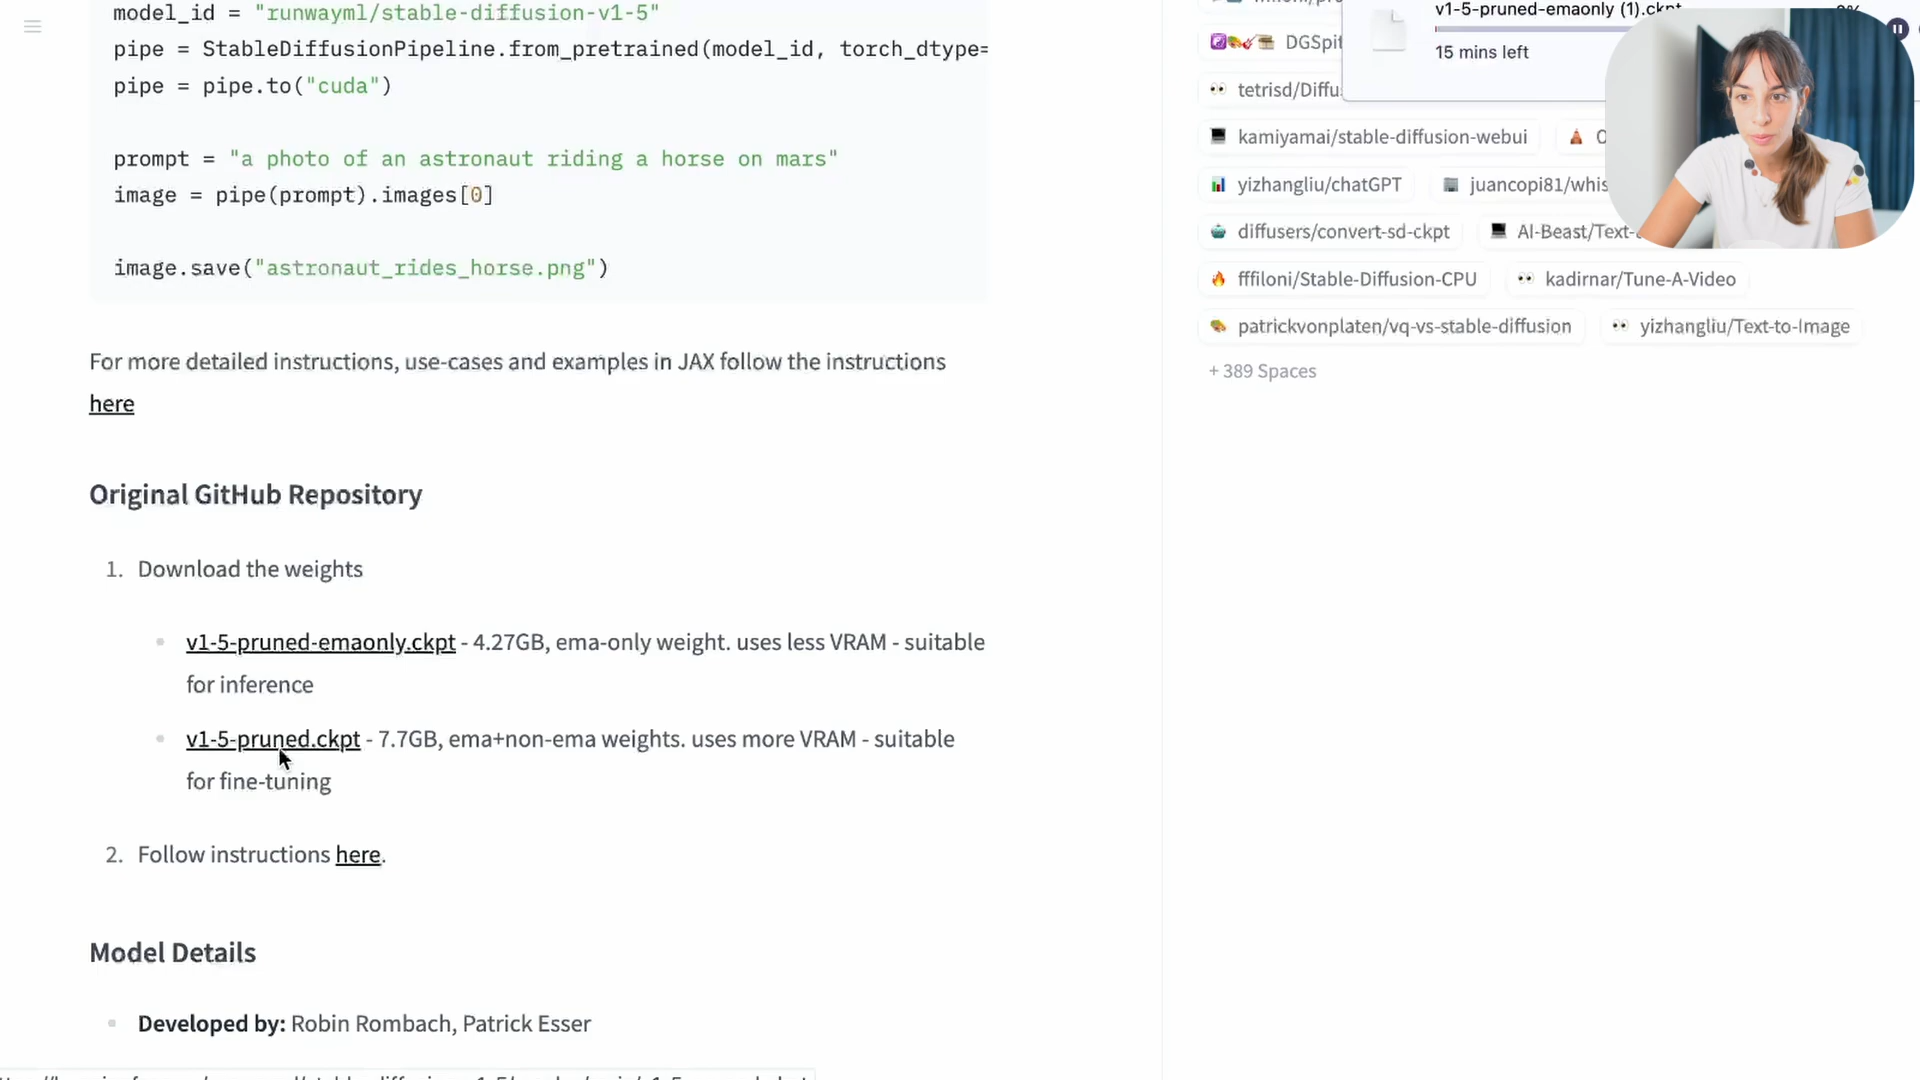 model_id = "runwayml/stable-diffusion-v1-5"
pipe = StableDiffusionPipeline.from_pretrained(model_id, torch_dtype=
pipe = pipe.to("cuda")
prompt = "a photo of an astronaut riding a horse on mars"
image = pipe(prompt).images[0]
image.save("astronaut_rides_horse.png")
For more detailed instructions, use-cases and examples in JAX follow the instructions
here
Original GitHub Repository
1. Download the weights
v1-5-pruned-emaonly.ckpt - 4.27GB, ema-only weight. uses less VRAM - suitable
for inference
v1-5-pruned.ckpt - 7.7GB, ema+non-ema weights. uses more VRAM - suitable
for fine-tuning
2. Follow instructions here.
Model Details
Developed by: Robin Rombach, Patrick Esser
v1-5-pruned-emaonly (1).ckpt
15 mins left
DGSpit
tetrisd/Diffu
kamiyamai/stable-diffusion-webui
yizhangliu/chatGPT juancopi81/whis
diffusers/convert-sd-ckpt AI-Beast/Text-
fffiloni/Stable-Diffusion-CPU kadirnar/Tune-A-Video
patrickvonplaten/vq-vs-stable-diffusion yizhangliu/Text-to-Image
+ 389 Spaces